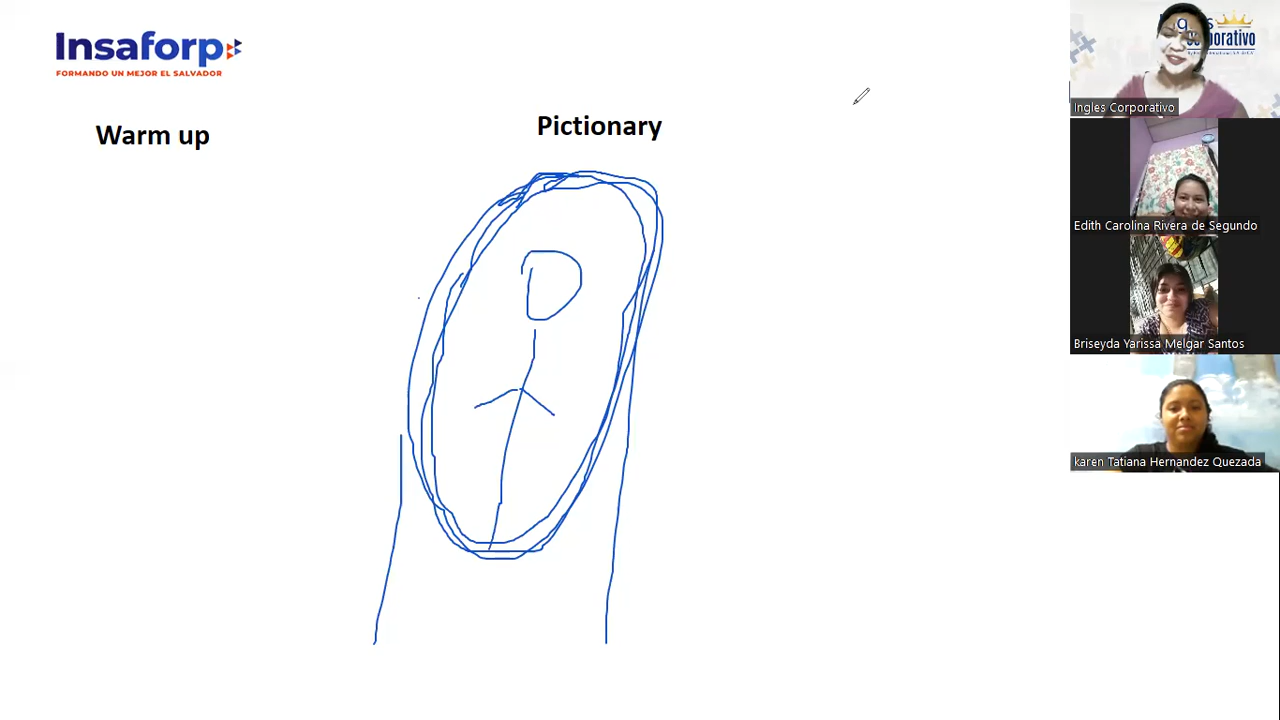 Insaforp
FORMANDO UN MEJOR EL SALVADOR
Warm up
Pictionary
Ingles Corporativo
Edith Carolina Rivera de Segundo
Briseyda Yarissa Melgar Santos
karen Tatiana Hernandez Quezada